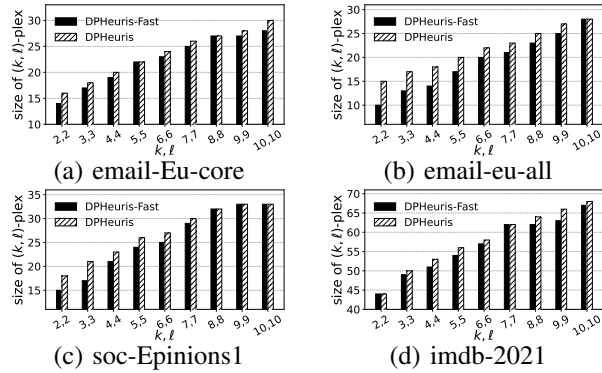 size of (k, ℓ)-plex
30
25
20
15
10
DPHeuris-Fast
DPHeuris
2,2 3,3 4,4 5,5 6,6 7,7 8,8 9,9 10,10
k, ℓ
(a) email-Eu-core
size of (k, ℓ)-plex
30
25
20
15
10
DPHeuris-Fast
DPHeuris
2,2 3,3 4,4 5,5 6,6 7,7 8,8 9,9 10,10
k, ℓ
(b) email-eu-all
size of (k, ℓ)-plex
35
30
25
20
15
DPHeuris-Fast
DPHeuris
2,2 3,3 4,4 5,5 6,6 7,7 8,8 9,9 10,10
k, ℓ
(c) soc-Epinions1
size of (k, ℓ)-plex
70
65
60
55
50
45
40
DPHeuris-Fast
DPHeuris
2,2 3,3 4,4 5,5 6,6 7,7 8,8 9,9 10,10
k, ℓ
(d) imdb-2021